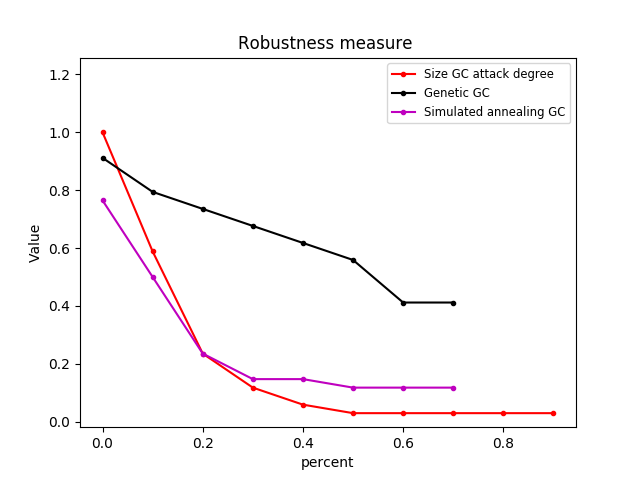 Robustness measure
Size GC attack degree
Genetic GC
Simulated annealing GC
Value
1.2
1.0
0.8
0.6
0.4
0.2
0.0
0.0 0.2 0.4 0.6 0.8
percent